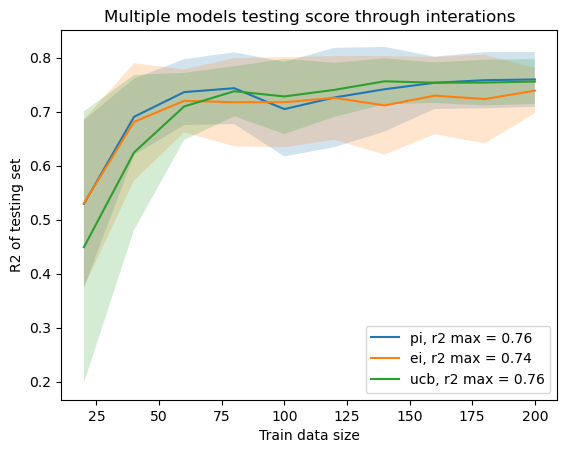 Multiple models testing score through interations
R2 of testing set
0.8
0.7
0.6
0.5
0.4
0.3
0.2
pi, r2 max = 0.76
ei, r2 max = 0.74
ucb, r2 max = 0.76
25
50
75
100
125
150
175
200
Train data size